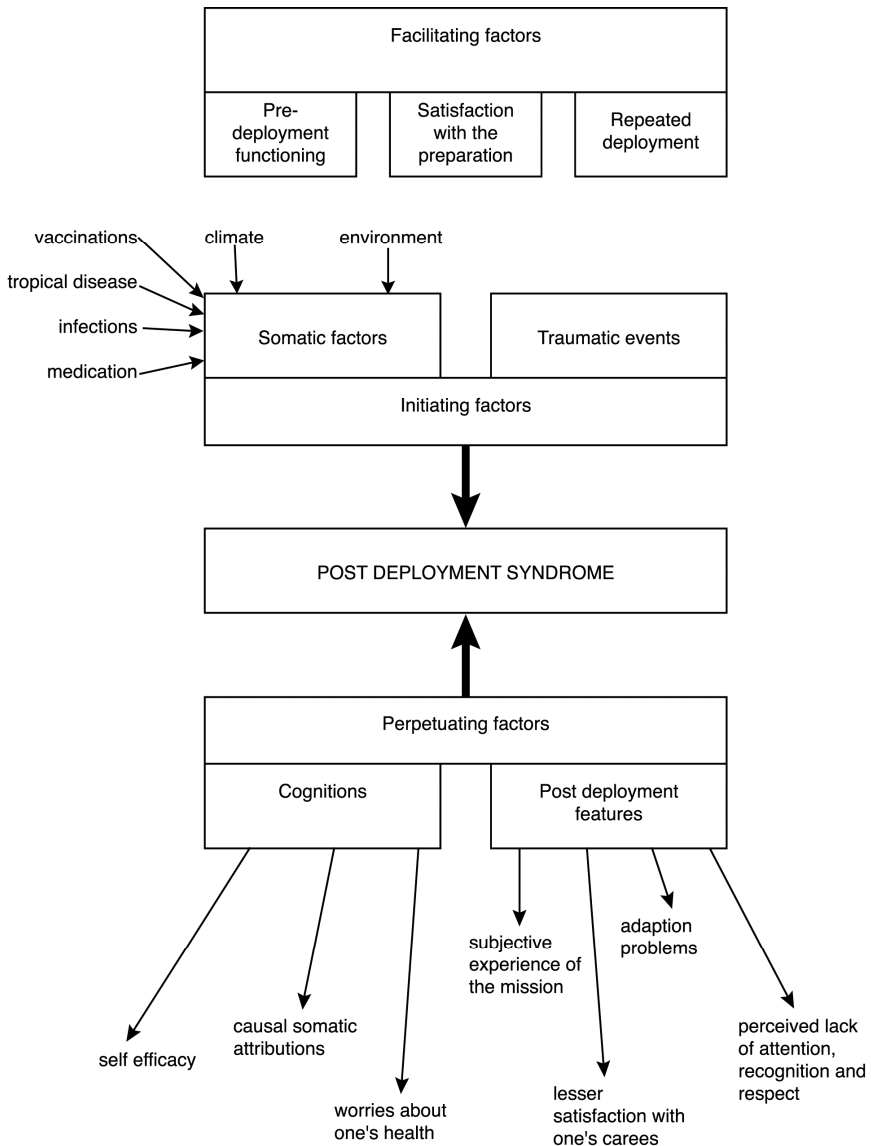 Facilitating factors
Pre-
deployment
functioning
Satisfaction
with the
preparation
Repeated
deployment
vaccinations
climate
environment
tropical disease
infections
medication
Somatic factors
Traumatic events
Initiating factors
POST DEPLOYMENT SYNDROME
Perpetuating factors
Cognitions
Post deployment
features
self efficacy
causal somatic
attributions
worries about
one's health
subjective
experience of
the mission
lesser
satisfaction with
one's carees
adaption
problems
perceived lack
of attention,
recognition and
respect